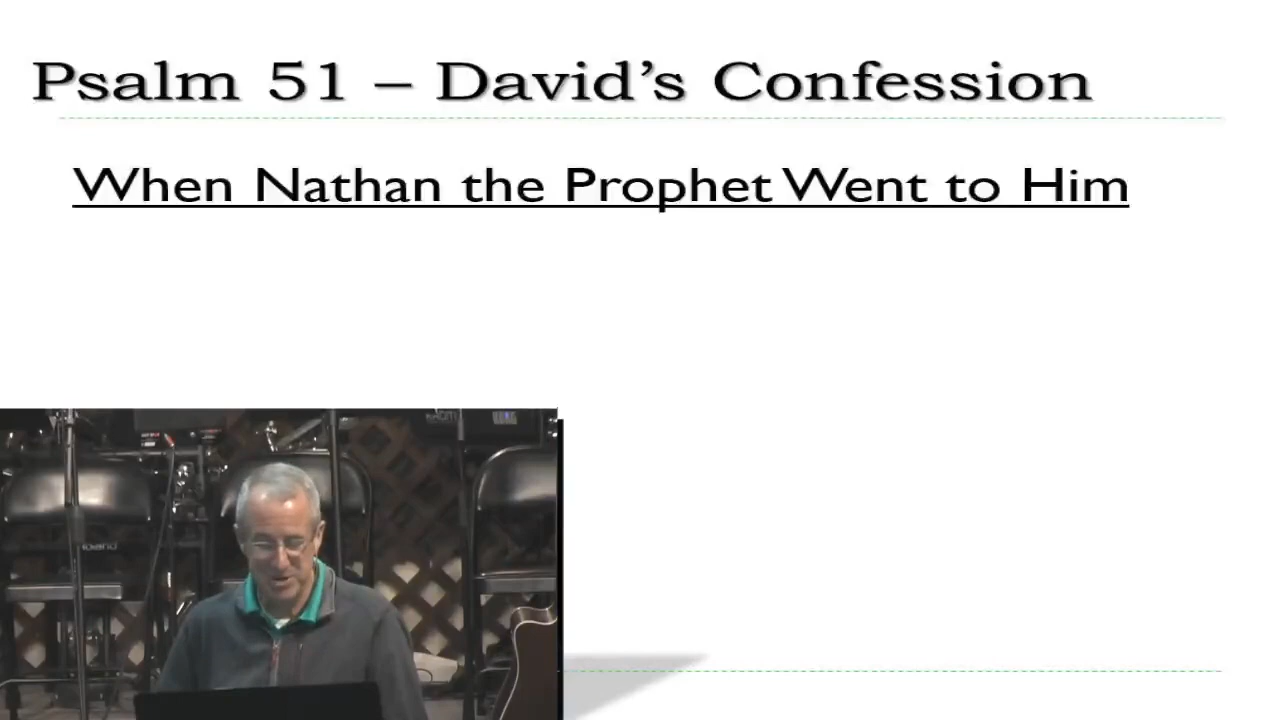 Psalm 51 – David’s Confession
When Nathan the Prophet Went to Him